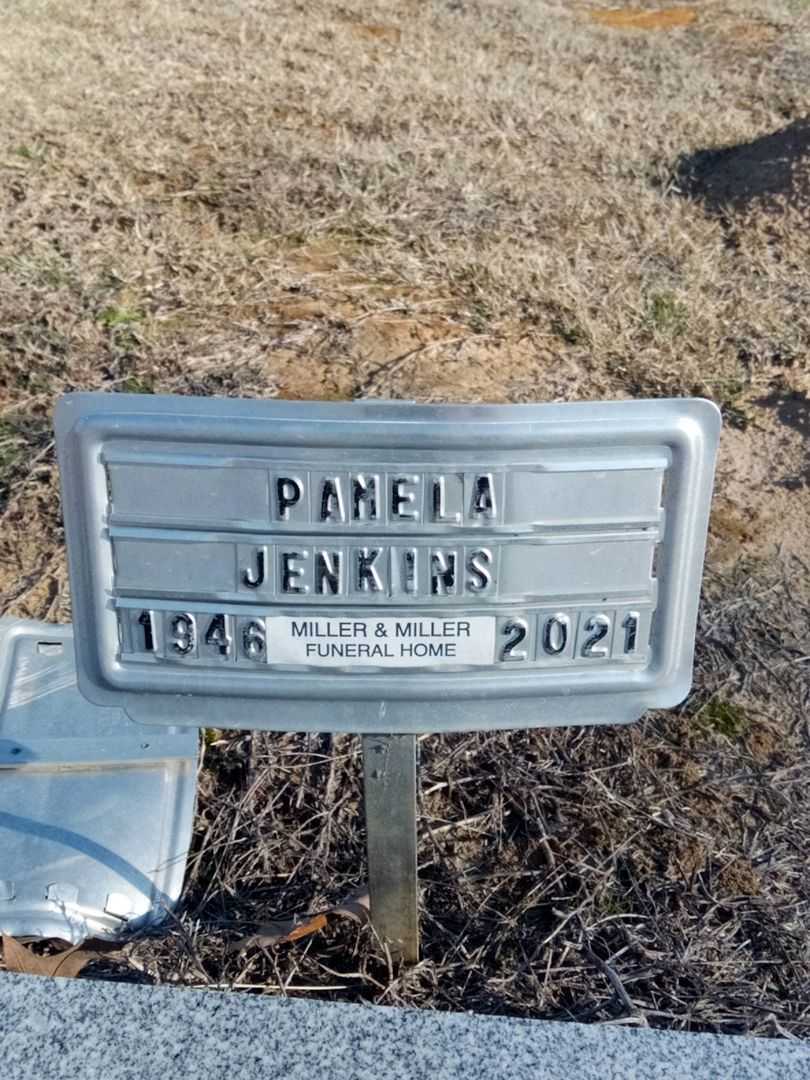 PAMELA
JENKINS
1946 MILLER & MILLER FUNERAL HOME 2021